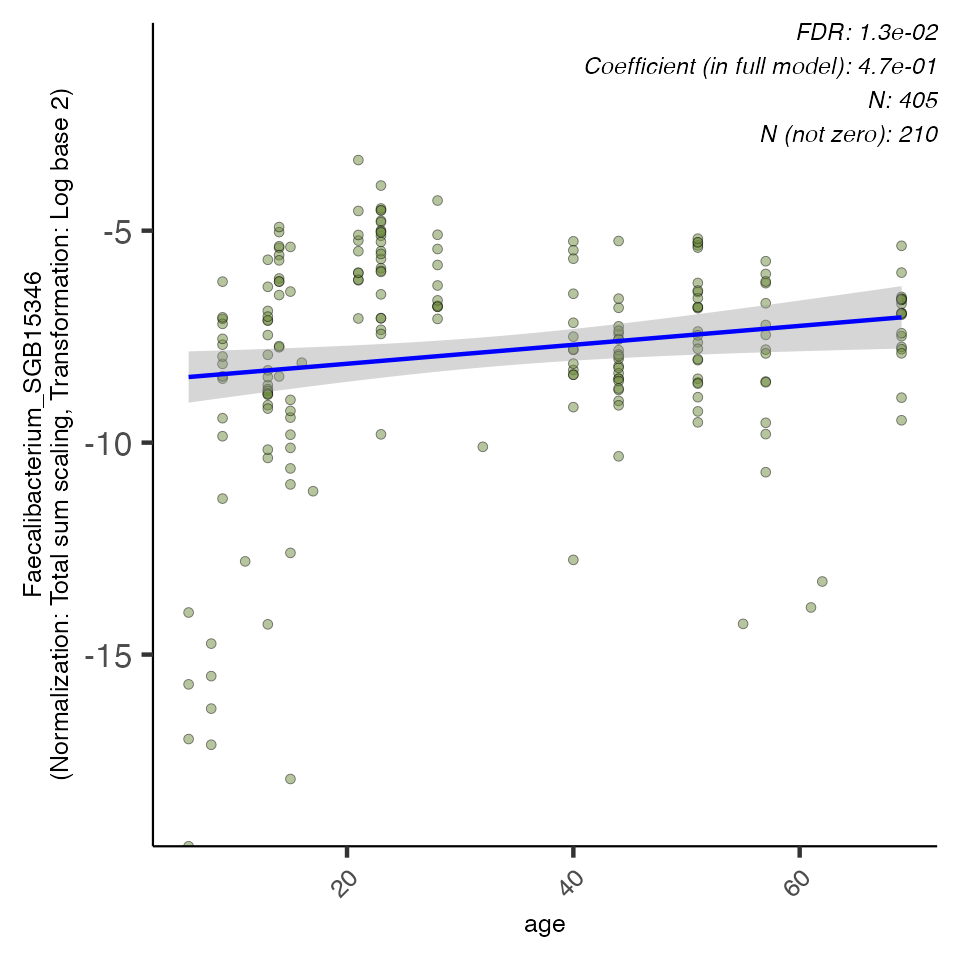 FDR: 1.3e-02
Coefficient (in full model): 4.7e-01
N: 405
N (not zero): 210
Faecalibacterium_SGB15346
(Normalization: Total sum scaling, Transformation: Log base 2)
-5
-10
-15
20
40
60
age